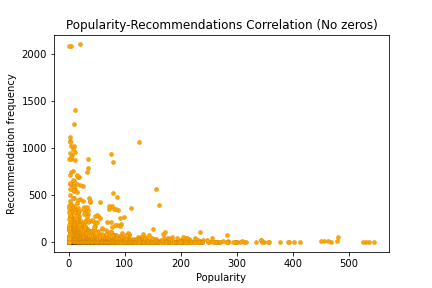 Popularity-Recommendations Correlation (No zeros)
Recommendation frequency
2000
1500
1000
500
0
0 100 200 300 400 500
Popularity